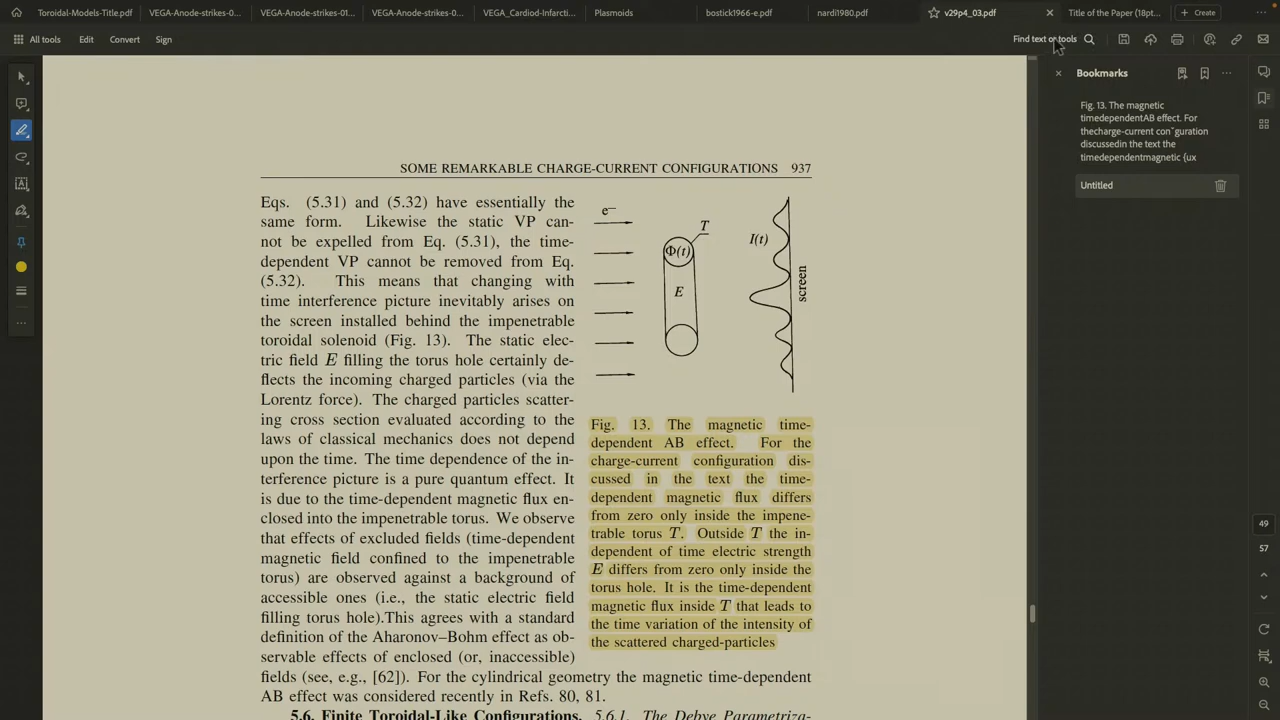 Toroidal-Models-Title.pdf
VEGA-Anode-strikes-0...
VEGA-Anode-strikes-01...
VEGA-Anode-strikes-0...
VEGA_Cardiod-Infarcti...
Plasmoids
bostick1966-e.pdf
nardi1980.pdf
v29p4_03.pdf
Title of the Paper (18pt...
+ Create
All tools
Edit
Convert
Sign
Find text or tools
Bookmarks
Fig. 13. The magnetic
timedependentAB effect. For
thecharge-current con˜guration
discussedin the text the
timedependentmagnetic {ux
Untitled
SOME REMARKABLE CHARGE-CURRENT CONFIGURATIONS 937
Eqs. (5.31) and (5.32) have essentially the
same form. Likewise the static VP can-
not be expelled from Eq. (5.31), the time-
dependent VP cannot be removed from Eq.
(5.32). This means that changing with
time interference picture inevitably arises on
the screen installed behind the impenetrable
toroidal solenoid (Fig. 13). The static elec-
tric field E filling the torus hole certainly de-
flects the incoming charged particles (via the
Lorentz force). The charged particles scatter-
ing cross section evaluated according to the
laws of classical mechanics does not depend
upon the time. The time dependence of the in-
terference picture is a pure quantum effect. It
is due to the time-dependent magnetic flux en-
closed into the impenetrable torus. We observe
that effects of excluded fields (time-dependent
magnetic field confined to the impenetrable
torus) are observed against a background of
accessible ones (i.e., the static electric field
filling torus hole).This agrees with a standard
definition of the Aharonov–Bohm effect as ob-
servable effects of enclosed (or, inaccessible)
fields (see, e.g., [62]). For the cylindrical geometry the magnetic time-dependent
AB effect was considered recently in Refs. 80, 81.
5.6. Finite Toroidal-Like Configurations. 5.6.1. The Debye Parametriza-
e⁻
T
Φ(t)
E
I(t)
screen
Fig. 13. The magnetic time-
dependent AB effect. For the
charge-current configuration dis-
cussed in the text the time-
dependent magnetic flux differs
from zero only inside the impene-
trable torus T. Outside T the in-
dependent of time electric strength
E differs from zero only inside the
torus hole. It is the time-dependent
magnetic flux inside T that leads to
the time variation of the intensity of
the scattered charged-particles
49
57